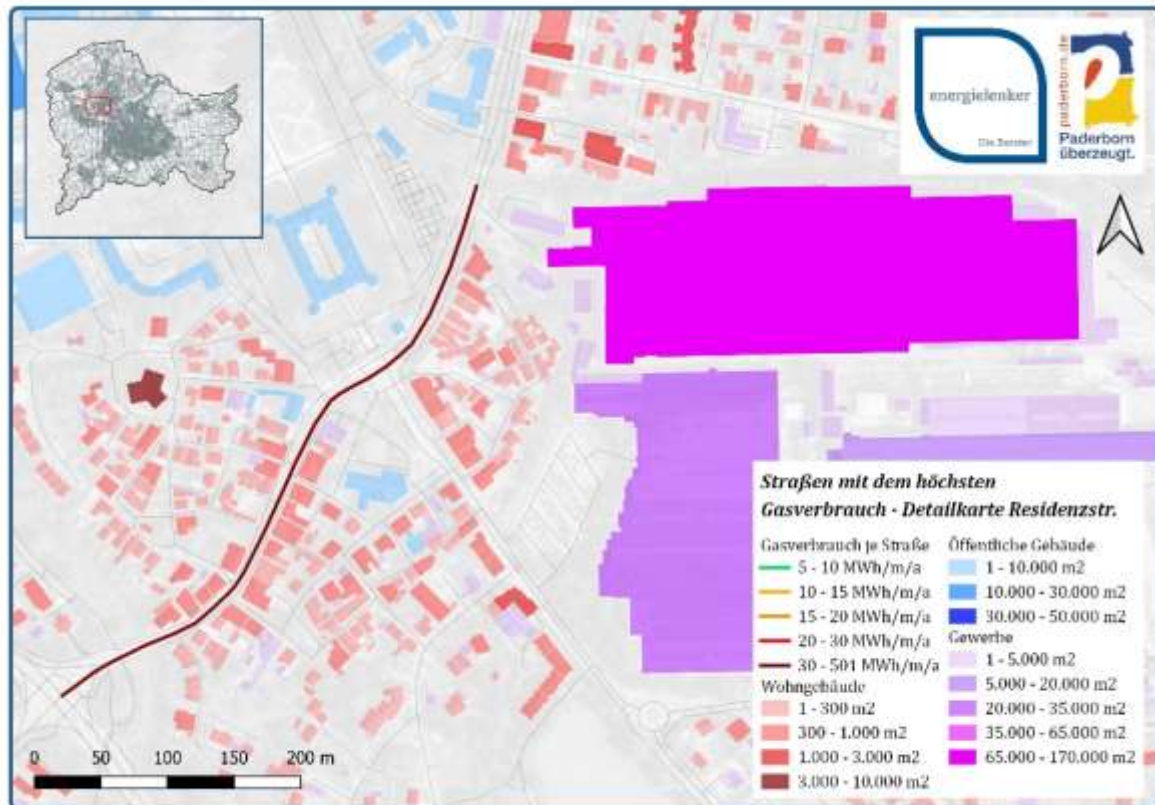 energielenker
Die Berater
paderborn.de
Paderborn
überzeugt.
Straßen mit dem höchsten
Gasverbrauch - Detailkarte Residenzstr.
Gasverbrauch je Straße
5 - 10 MWh/m/a
10 - 15 MWh/m/a
15 - 20 MWh/m/a
20 - 30 MWh/m/a
30 - 501 MWh/m/a
Wohngebäude
1 - 300 m2
300 - 1.000 m2
1.000 - 3.000 m2
3.000 - 10.000 m2
Öffentliche Gebäude
1 - 10.000 m2
10.000 - 30.000 m2
30.000 - 50.000 m2
Gewerbe
1 - 5.000 m2
5.000 - 20.000 m2
20.000 - 35.000 m2
35.000 - 65.000 m2
65.000 - 170.000 m2
0 50 100 150 200 m